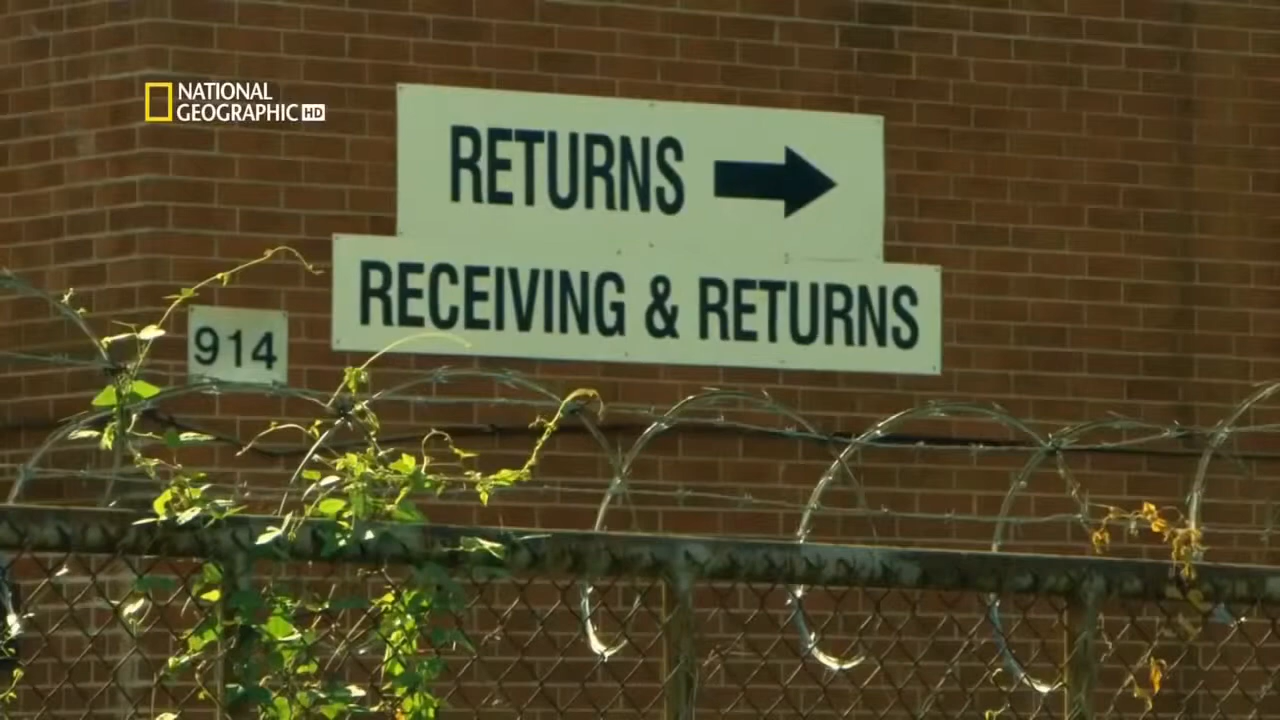 NATIONAL
GEOGRAPHIC HD
RETURNS
RECEIVING & RETURNS
914